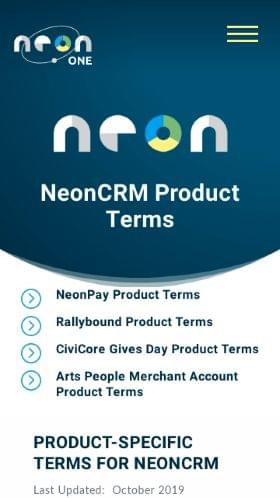 neon
ONE
neon
NeonCRM Product
Terms
NeonPay Product Terms
Rallybound Product Terms
CiviCore Gives Day Product Terms
Arts People Merchant Account
Product Terms
PRODUCT-SPECIFIC
TERMS FOR NEONCRM
Last Updated: October 2019